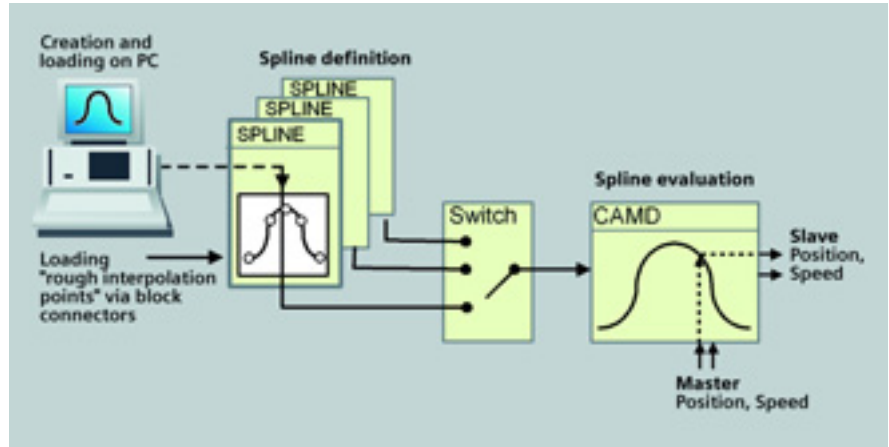 Creation and
loading on PC
Spline definition
SPLINE
SPLINE
SPLINE
Loading
"rough interpolation
points" via block
connectors
Switch
Spline evaluation
CAMD
Slave
Position,
Speed
Master
Position, Speed